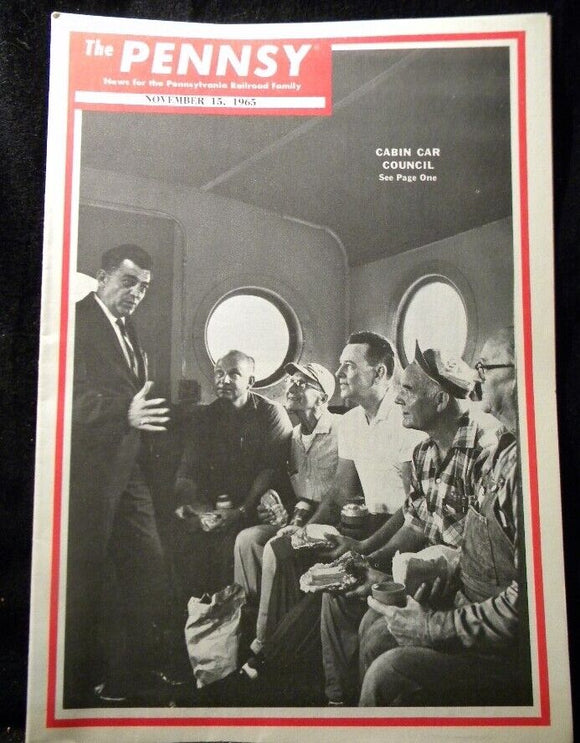 The PENNSY
News for the Pennsylvania Railroad Family
NOVEMBER 15, 1965
CABIN CAR
COUNCIL
See Page One